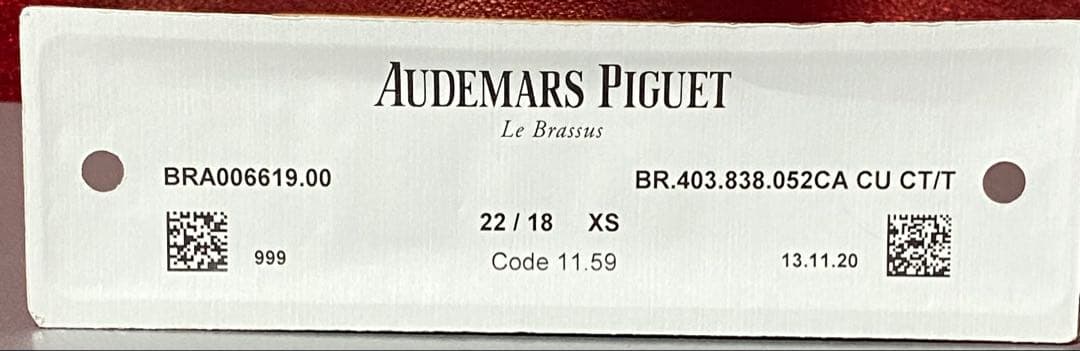 AUDEMARS PIGUET
Le Brassus
BRA006619.00 BR.403.838.052CA CU CT/T
22 / 18 XS
999 Code 11.59 13.11.20